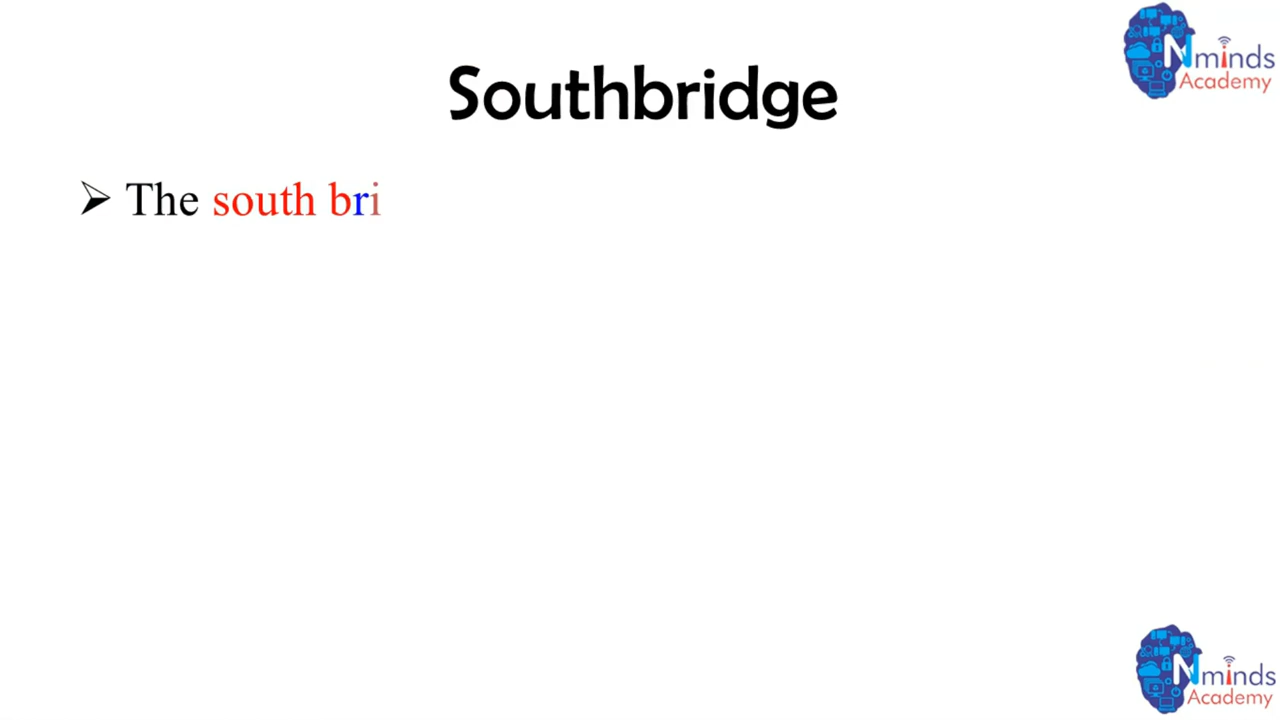 Nminds
Academy
Southbridge
➢ The south bri
Nminds
Academy